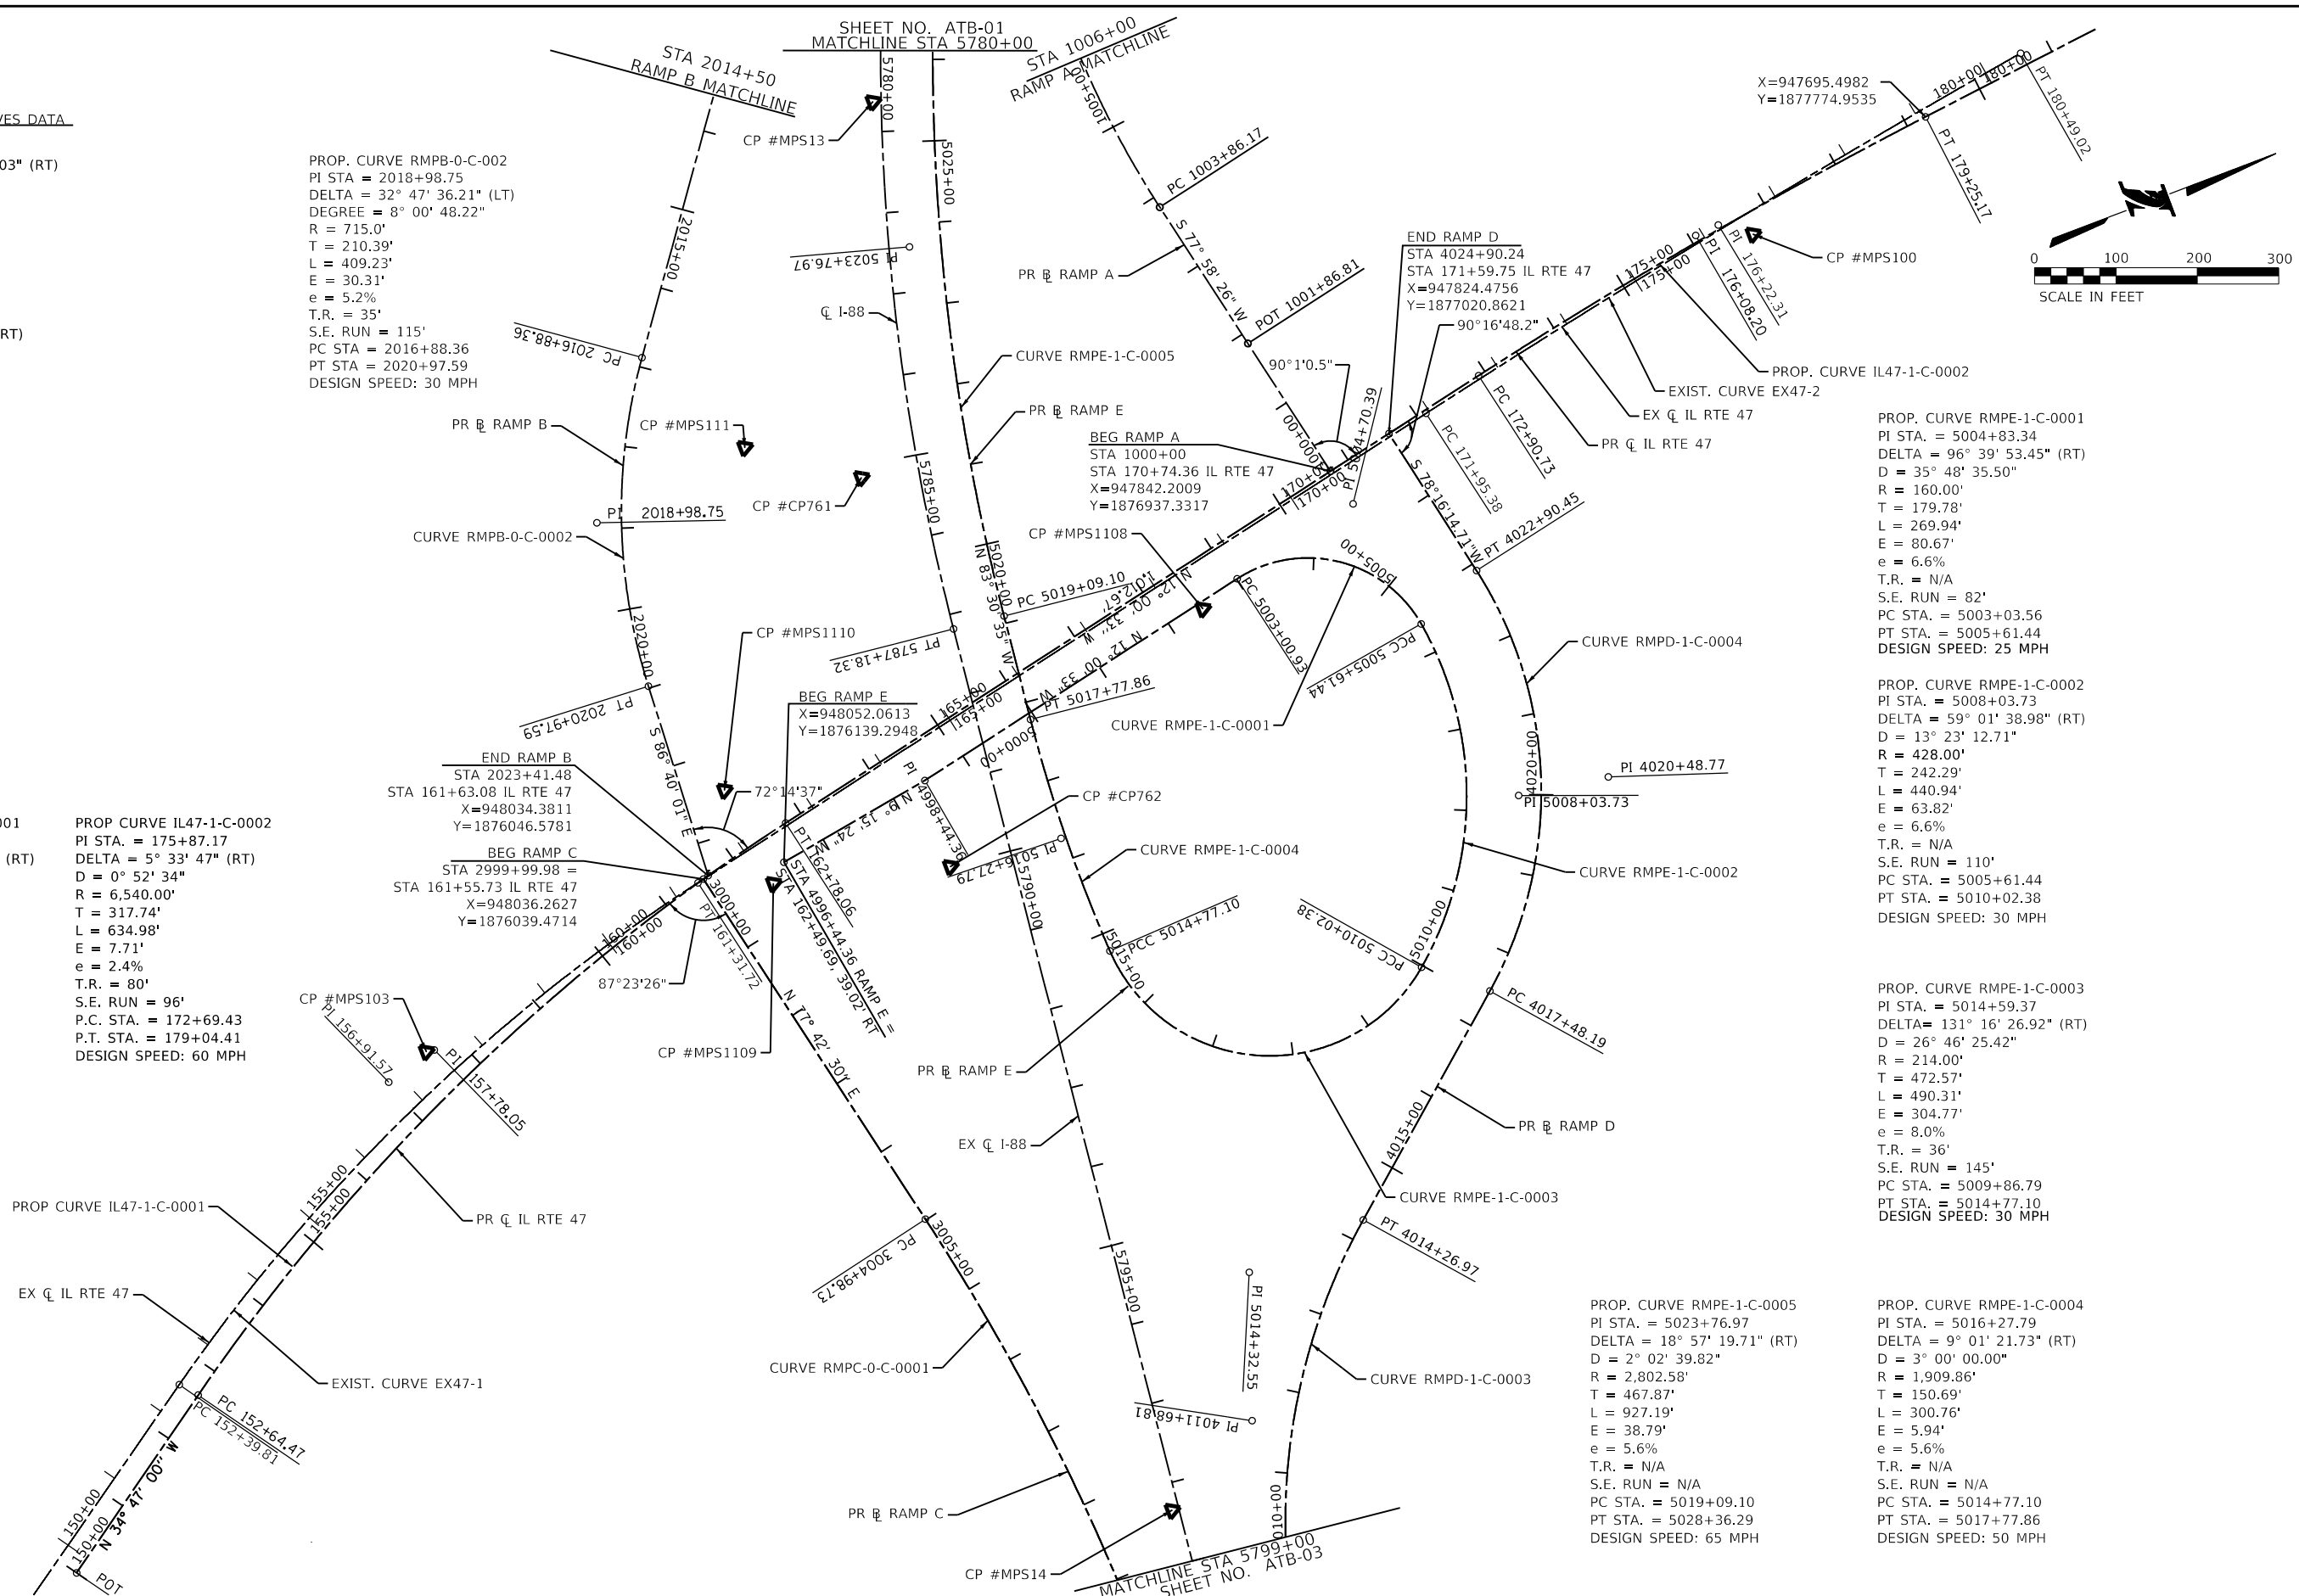 SHEET NO. ATB-01
MATCHLINE STA 5780+00
STA 2014+50
RAMP B MATCHLINE
STA 1006+00
RAMP A MATCHLINE
VES DATA
03" (RT)
RT)
PROP. CURVE RMPB-0-C-002
PI STA = 2018+98.75
DELTA = 32° 47' 36.21" (LT)
DEGREE = 8° 00' 48.22"
R = 715.0'
T = 210.39'
L = 409.23'
E = 30.31'
e = 5.2%
T.R. = 35'
S.E. RUN = 115'
PC STA = 2016+88.36
PT STA = 2020+97.59
DESIGN SPEED: 30 MPH
CP #MPS13
5780+00
5025+00
1005+00
2015+00
PC 1003+86.17
S 77° 58' 26" W
PR BL RAMP A
POT 1001+86.81
PI 5023+76.97
CL I-88
CURVE RMPE-1-C-0005
PR BL RAMP E
PC 2016+88.36
PR BL RAMP B
CP #MPS111
CP #CP761
PI 2018+98.75
CURVE RMPB-0-C-0002
5785+00
X=947695.4982
Y=1877774.9535
180+00
180+00
PT 180+49.02
PT 179+25.17
0 100 200 300
SCALE IN FEET
CP #MPS100
PI 176+22.31
PI 176+08.20
175+00
175+00
END RAMP D
STA 4024+90.24
STA 171+59.75 IL RTE 47
X=947824.4756
Y=1877020.8621
90°16'48.2"
90°1'0.5"
PROP. CURVE IL47-1-C-0002
EXIST. CURVE EX47-2
EX CL IL RTE 47
PR CL IL RTE 47
PC 172+90.73
PC 171+95.38
PI 5004+70.39
1000+00
BEG RAMP A
STA 1000+00
STA 170+74.36 IL RTE 47
X=947842.2009
Y=1876937.3317
170+00
170+00
S 78°16'14.71"W
PT 4022+90.45
CP #MPS1108
5020+00
N 83° 30' 35" W
PC 5019+09.10
1,012.67'
N 12° 00' 33" W
N 12° 00' 33" W
PC 5003+00.93
5005+00
PCC 5005+61.44
CURVE RMPD-1-C-0004
PT 5787+18.32
PT 5017+77.86
CURVE RMPE-1-C-0001
5000+00
165+00
165+00
2020+00
CP #MPS1110
PT 2020+97.59
S 86° 40' 01" E
BEG RAMP E
X=948052.0613
Y=1876139.2948
END RAMP B
STA 2023+41.48
STA 161+63.08 IL RTE 47
X=948034.3811
Y=1876046.5781
BEG RAMP C
STA 2999+99.98 =
STA 161+55.73 IL RTE 47
X=948036.2627
Y=1876039.4714
72°14'37"
PI 4998+44.36
N 9° 15' 24" W
CP #CP762
PT 162+78.06
STA 4996+44.36 RAMP E =
STA 162+49.69, 39.02' RT
PI 5016+27.79
CURVE RMPE-1-C-0004
5790+00
4020+00
PI 4020+48.77
PI 5008+03.73
CURVE RMPE-1-C-0002
PCC 5014+77.10
5015+00
PCC 5010+02.38
5010+00
PC 4017+48.19
3000+00
PT 161+31.72
87°23'26"
160+00
160+00
CP #MPS1109
N 77° 42' 30" E
PR BL RAMP E
EX CL I-88
4015+00
PR BL RAMP D
CURVE RMPE-1-C-0003
PT 4014+26.97
001
(RT)
PROP CURVE IL47-1-C-0002
PI STA. = 175+87.17
DELTA = 5° 33' 47" (RT)
D = 0° 52' 34"
R = 6,540.00'
T = 317.74'
L = 634.98'
E = 7.71'
e = 2.4%
T.R. = 80'
S.E. RUN = 96'
P.C. STA. = 172+69.43
P.T. STA. = 179+04.41
DESIGN SPEED: 60 MPH
CP #MPS103
PI 156+91.57
PI 157+78.05
155+00
155+00
PROP CURVE IL47-1-C-0001
PR CL IL RTE 47
EX CL IL RTE 47
EXIST. CURVE EX47-1
PC 152+64.47
PC 152+39.81
150+00
150+00
N 34° 47' 00" W
POT
PC 3004+98.73
3005+00
CURVE RMPC-0-C-0001
PR BL RAMP C
5795+00
PI 5014+32.55
PI 4011+68.81
CURVE RMPD-1-C-0003
010+00
CP #MPS14
MATCHLINE STA 5799+00
SHEET NO. ATB-03
PROP. CURVE RMPE-1-C-0001
PI STA. = 5004+83.34
DELTA = 96° 39' 53.45" (RT)
D = 35° 48' 35.50"
R = 160.00'
T = 179.78'
L = 269.94'
E = 80.67'
e = 6.6%
T.R. = N/A
S.E. RUN = 82'
PC STA. = 5003+03.56
PT STA. = 5005+61.44
DESIGN SPEED: 25 MPH
PROP. CURVE RMPE-1-C-0002
PI STA. = 5008+03.73
DELTA = 59° 01' 38.98" (RT)
D = 13° 23' 12.71"
R = 428.00'
T = 242.29'
L = 440.94'
E = 63.82'
e = 6.6%
T.R. = N/A
S.E. RUN = 110'
PC STA. = 5005+61.44
PT STA. = 5010+02.38
DESIGN SPEED: 30 MPH
PROP. CURVE RMPE-1-C-0003
PI STA. = 5014+59.37
DELTA= 131° 16' 26.92" (RT)
D = 26° 46' 25.42"
R = 214.00'
T = 472.57'
L = 490.31'
E = 304.77'
e = 8.0%
T.R. = 36'
S.E. RUN = 145'
PC STA. = 5009+86.79
PT STA. = 5014+77.10
DESIGN SPEED: 30 MPH
PROP. CURVE RMPE-1-C-0005
PI STA. = 5023+76.97
DELTA = 18° 57' 19.71" (RT)
D = 2° 02' 39.82"
R = 2,802.58'
T = 467.87'
L = 927.19'
E = 38.79'
e = 5.6%
T.R. = N/A
S.E. RUN = N/A
PC STA. = 5019+09.10
PT STA. = 5028+36.29
DESIGN SPEED: 65 MPH
PROP. CURVE RMPE-1-C-0004
PI STA. = 5016+27.79
DELTA = 9° 01' 21.73" (RT)
D = 3° 00' 00.00"
R = 1,909.86'
T = 150.69'
L = 300.76'
E = 5.94'
e = 5.6%
T.R. = N/A
S.E. RUN = N/A
PC STA. = 5014+77.10
PT STA. = 5017+77.86
DESIGN SPEED: 50 MPH